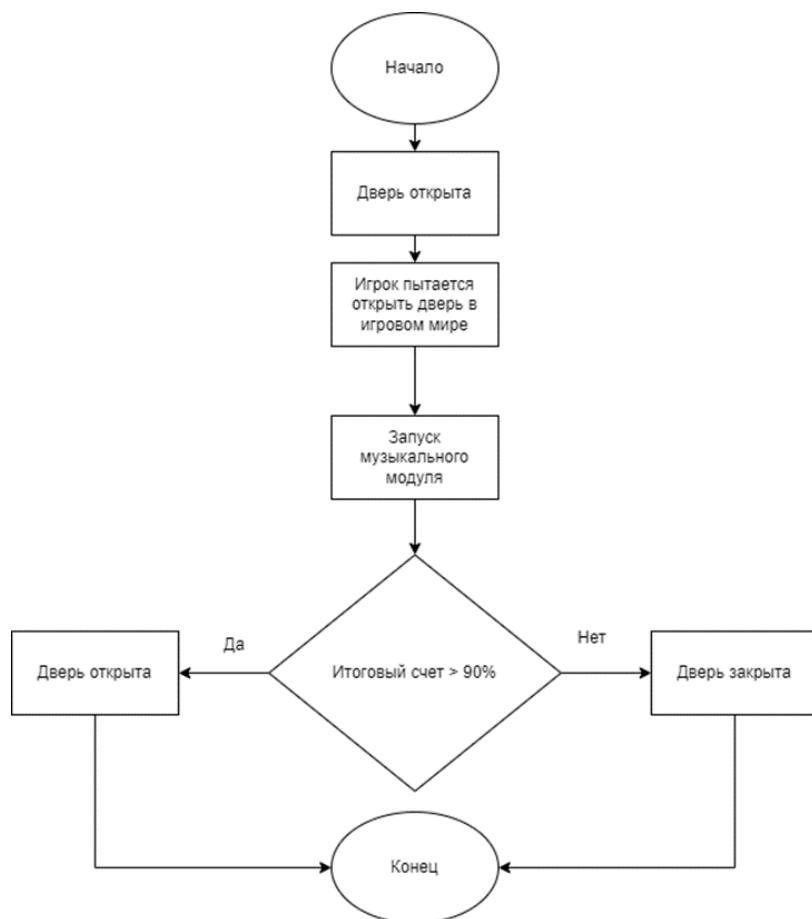 Начало
Дверь открыта
Игрок пытается
открыть дверь в
игровом мире
Запуск
музыкального
модуля
Да
Нет
Дверь открыта
Итоговый счет > 90%
Дверь закрыта
Конец